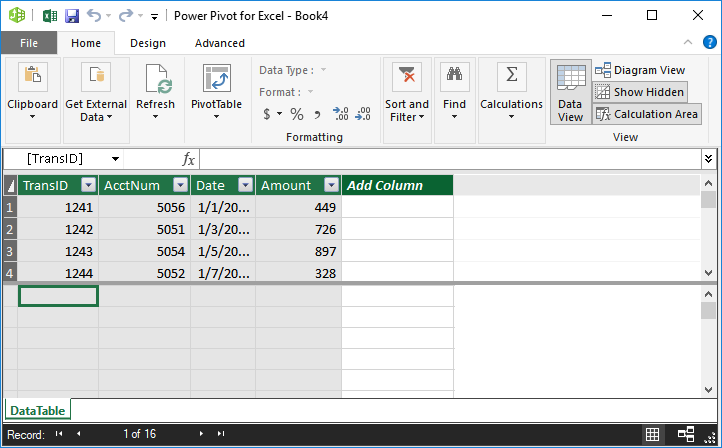 Power Pivot for Excel - Book4
File Home Design Advanced ?
Clipboard
Get External
Data
Refresh
PivotTable
Data Type :
Format :
$ % , .00 .00
Formatting
Sort and
Filter
Find
Σ
Calculations
Data
View
Diagram View
Show Hidden
fx Calculation Area
View
[TransID] fx
TransID AcctNum Date Amount Add Column
1 1241 5056 1/1/20... 449
2 1242 5051 1/3/20... 726
3 1243 5054 1/5/20... 897
4 1244 5052 1/7/20... 328
DataTable
Record: 1 of 16